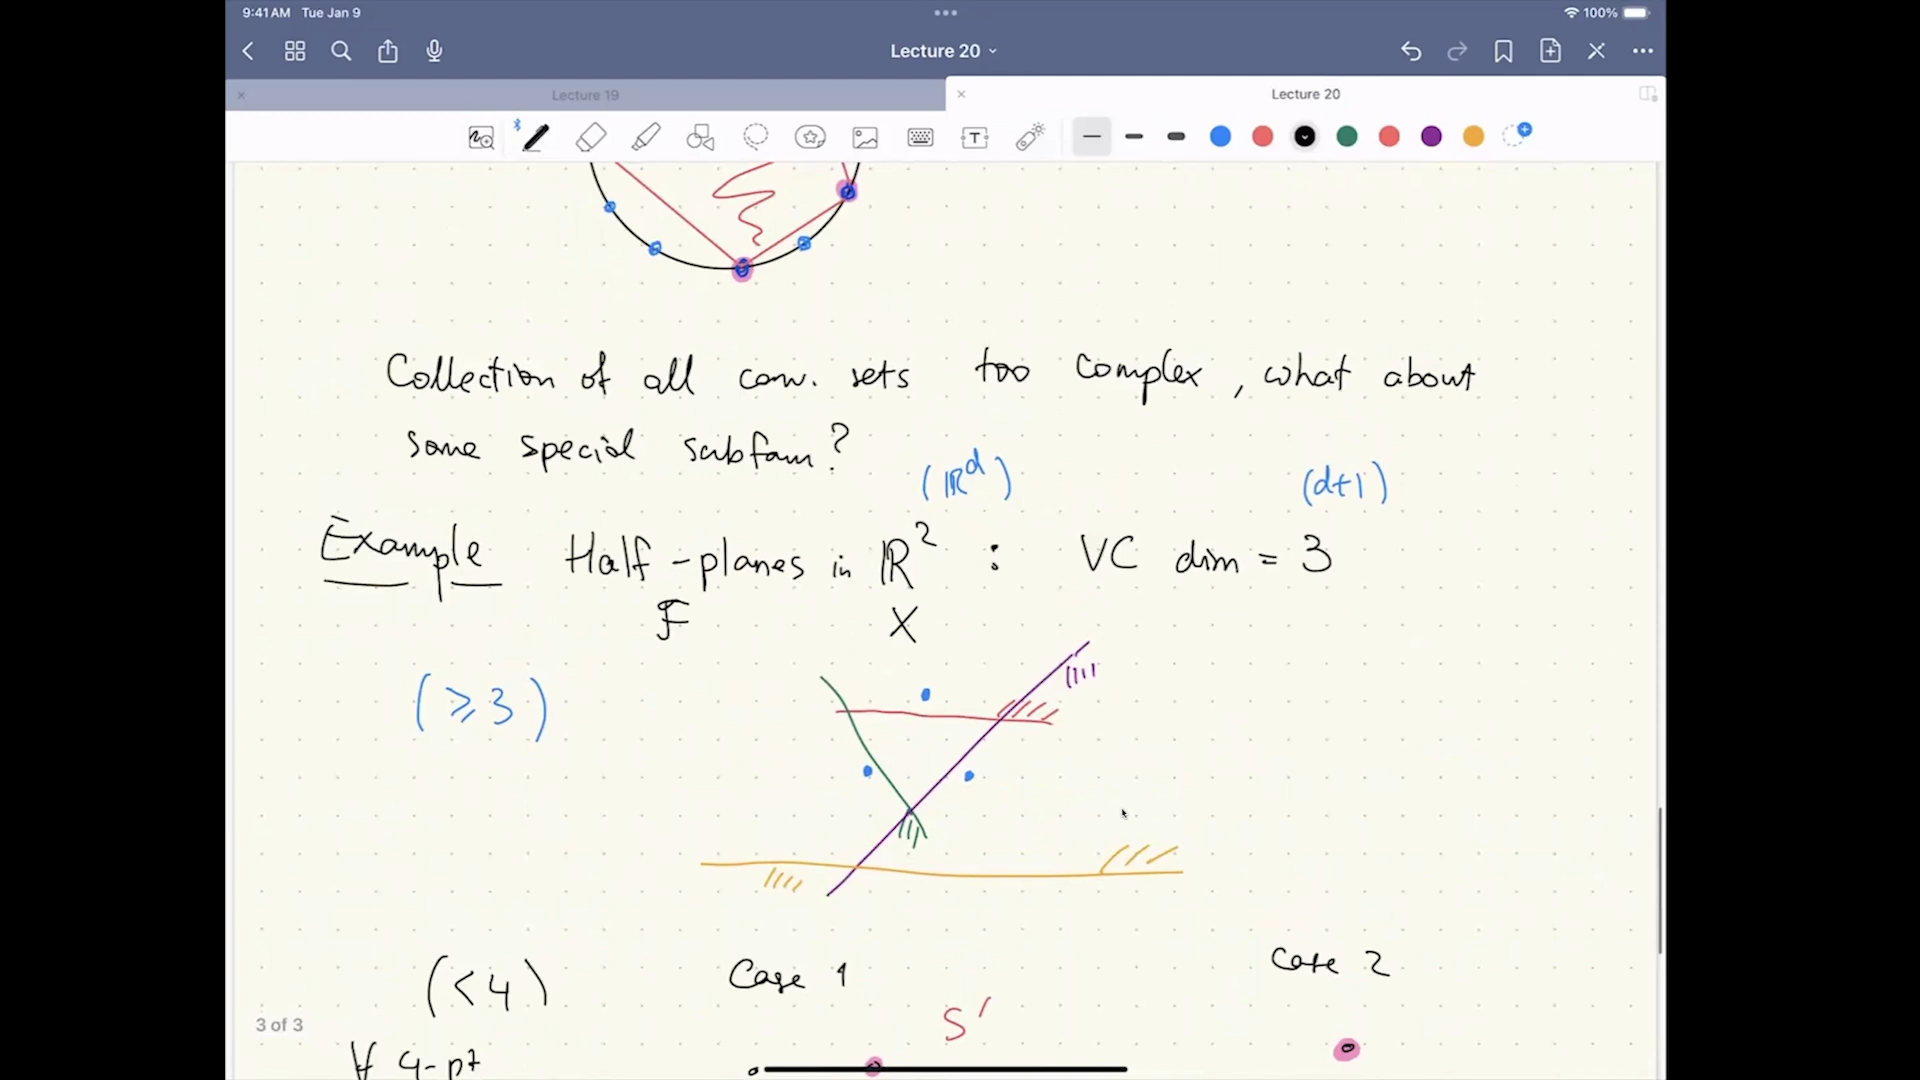 9:41 AM Tue Jan 9
100%
Lecture 20
Lecture 19
Lecture 20
T
Collection of all conv. sets too complex, what about
some special subfam?
(ℝᵈ) (d+1)
Example Half-planes in ℝ² : VC dim = 3
F X
(≥3)
(<4) Case 1 Case 2
S'
3 of 3
∀ 4-pt